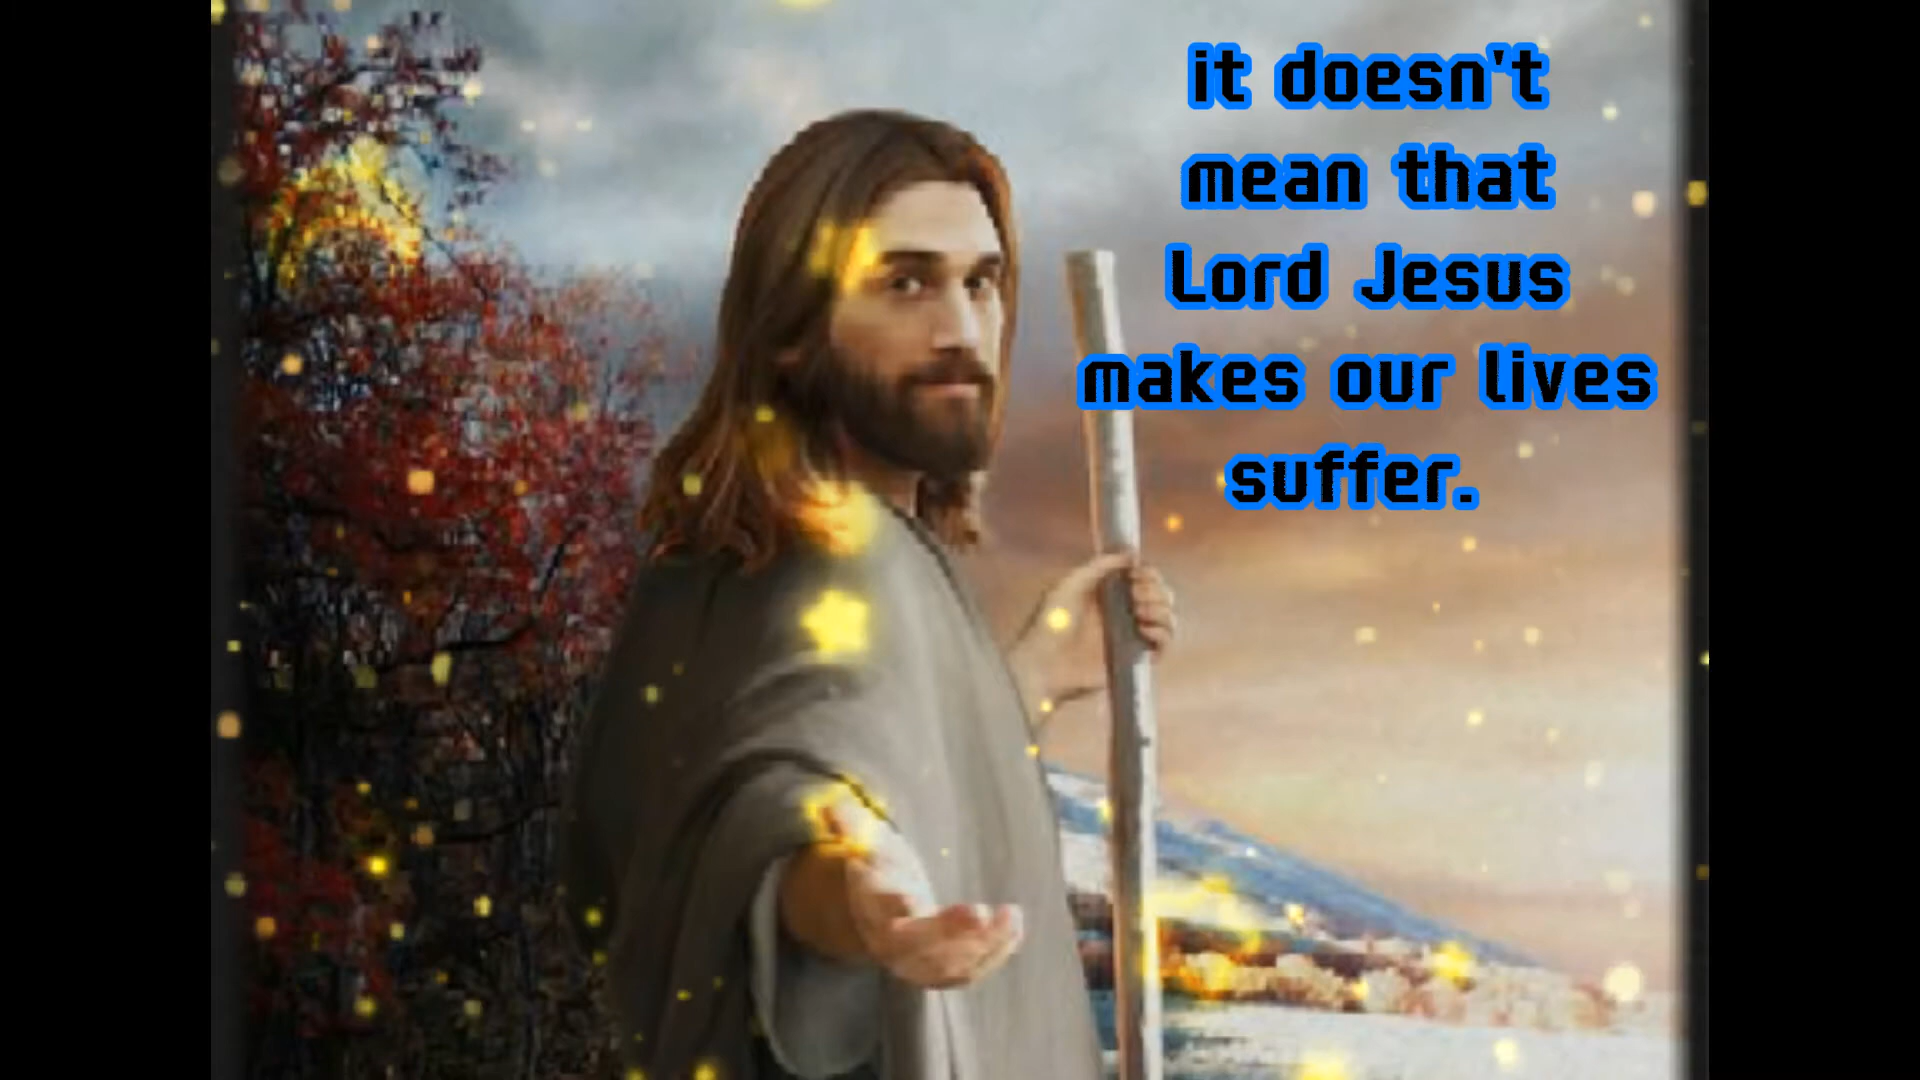 it doesn't
mean that
Lord Jesus
makes our lives
suffer.